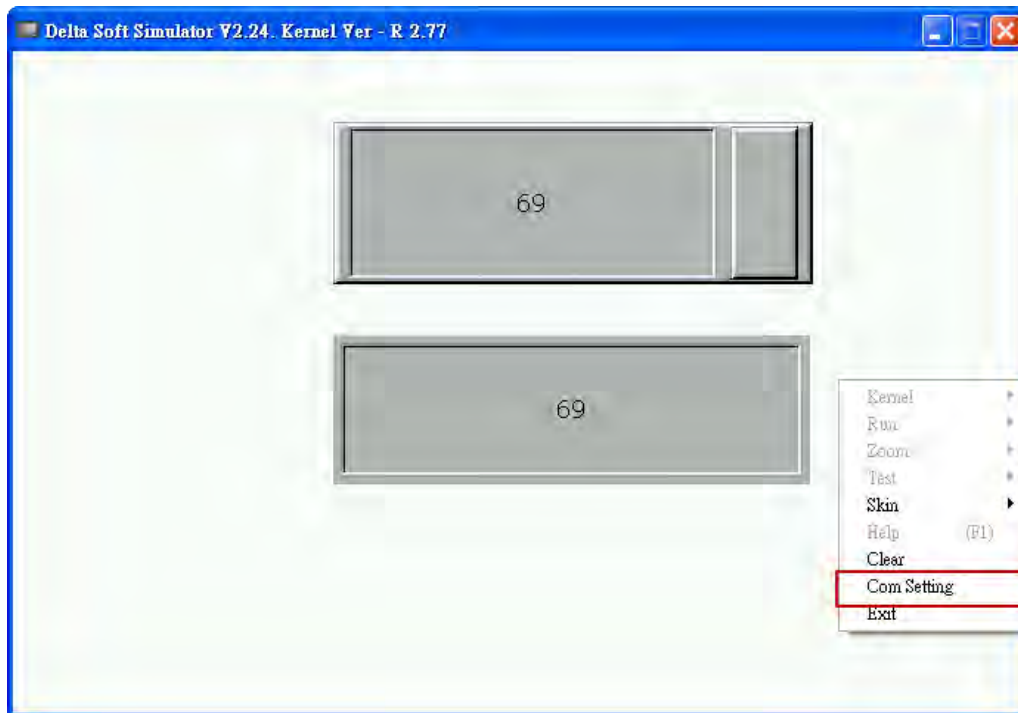 Delta Soft Simulator V2.24. Kernel Ver - R 2.77
69
69
Kernel
Run
Zoom
Test
Skin
Help (F1)
Clear
Com Setting
Exit